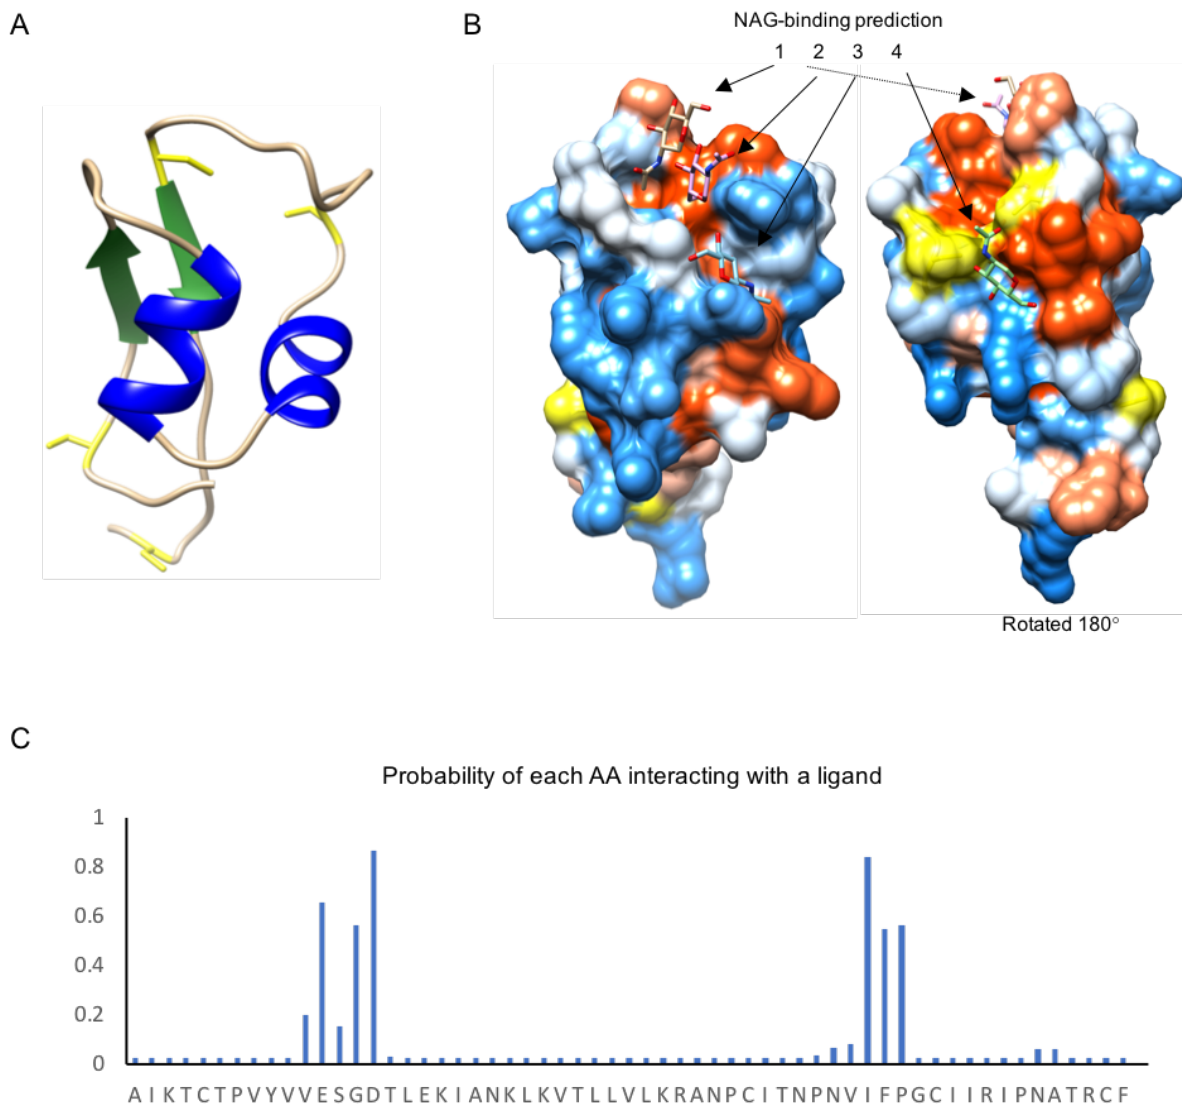 A
B
NAG-binding prediction
1 2 3 4
Rotated 180°
C
Probability of each AA interacting with a ligand
1
0.8
0.6
0.4
0.2
0
A I K T C T P V Y V V E S G D T L E K I A N K L K V T L L V L K R A N P C I T N P N V I F P G C I I R I P N A T R C F